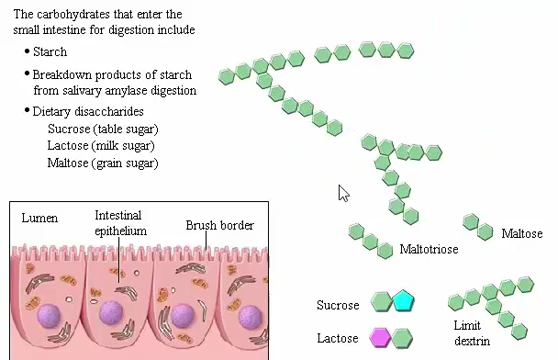 The carbohydrates that enter the
small intestine for digestion include
• Starch
• Breakdown products of starch
from salivary amylase digestion
• Dietary disaccharides
Sucrose (table sugar)
Lactose (milk sugar)
Maltose (grain sugar)
Lumen
Intestinal
epithelium
Brush border
Maltose
Maltotriose
Sucrose
Lactose
Limit
dextrin